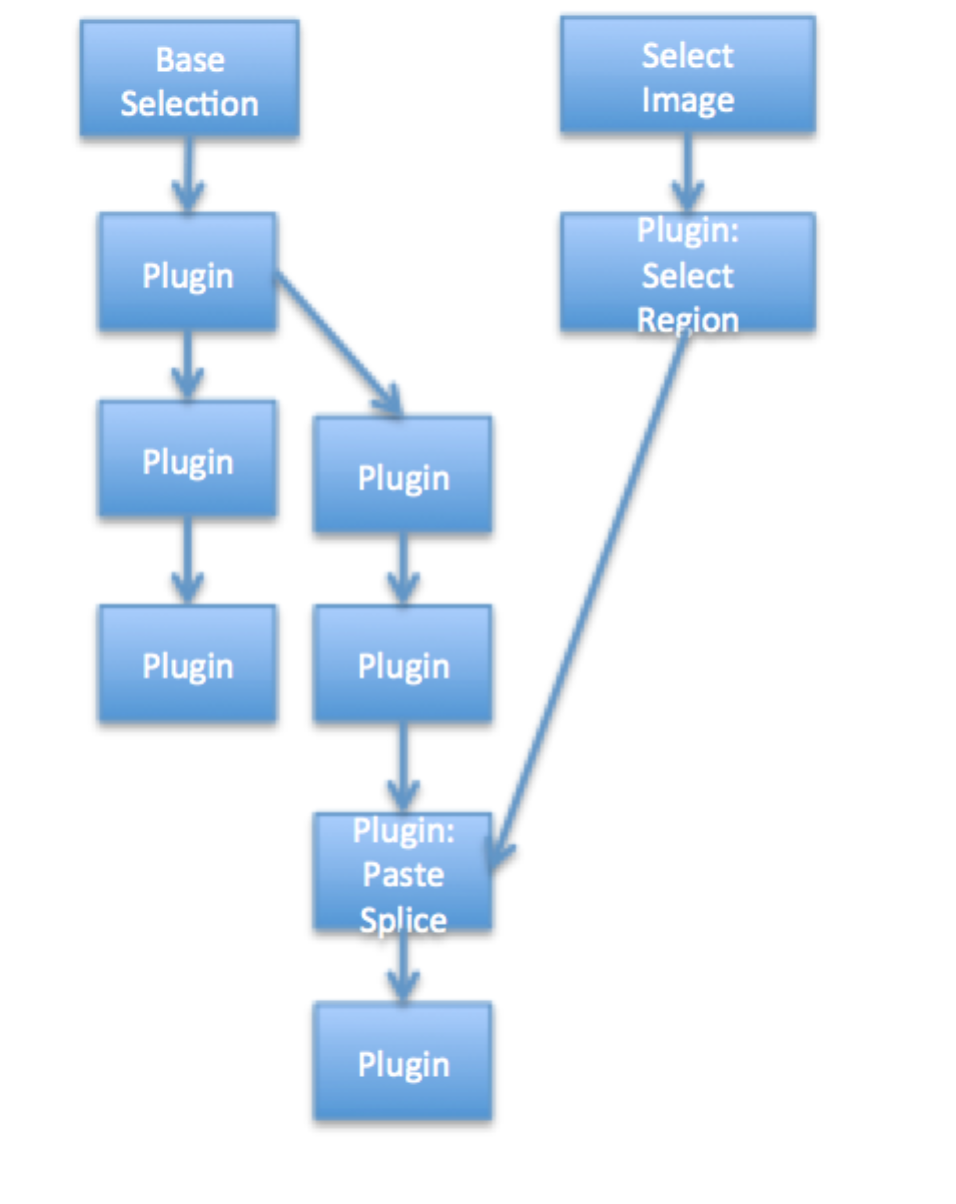 Base
Selection
Select
Image
Plugin
Plugin:
Select
Region
Plugin
Plugin
Plugin
Plugin
Plugin:
Paste
Splice
Plugin